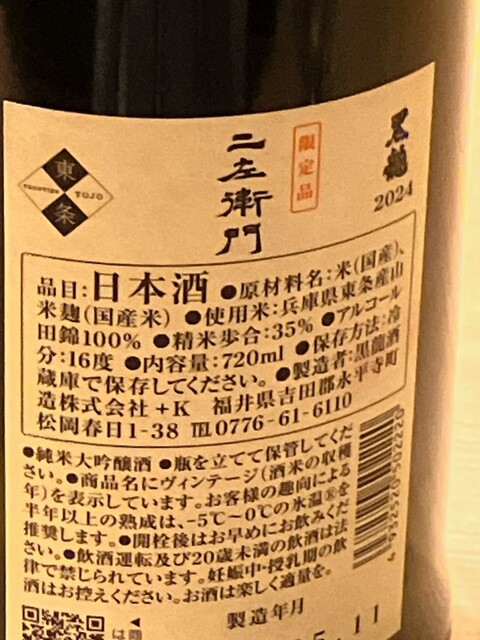 黒龍
2024
限定品
二左衛門
東条
FRONTIER TOJO
品目:日本酒 ●原材料名:米(国産)、
米麹(国産米) ●使用米:兵庫県東条産山
田錦100% ●精米歩合:35% ●アルコール
分:16度 ●内容量:720ml ●保存方法:冷
蔵庫で保存してください。●製造者:黒龍酒
造株式会社+K 福井県吉田郡永平寺町
松岡春日1-38 ℡0776-61-6110
●純米大吟醸酒 ●瓶を立てて保管してくだ
さい。●商品名にヴィンテージ(酒米の収穫
年)を表示しています。お客様の趣向による
半年以上の熟成は、-5℃〜0℃の氷温®を
推奨します。●開栓後はお早めにお飲みくだ
さい。●飲酒運転及び20歳未満の飲酒は法
律で禁じられています。妊娠中・授乳期の飲
酒はお控えください。お酒は楽しく適量を。
4 932520 502220
製造年月
5.11